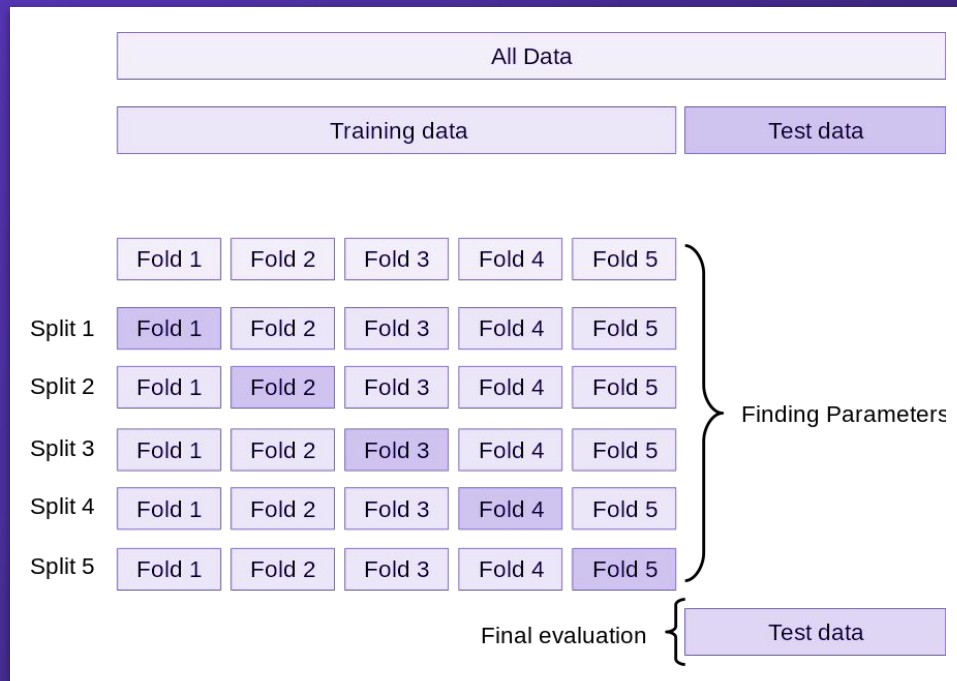 All Data
Training data Test data
Fold 1 Fold 2 Fold 3 Fold 4 Fold 5
Split 1 Fold 1 Fold 2 Fold 3 Fold 4 Fold 5
Split 2 Fold 1 Fold 2 Fold 3 Fold 4 Fold 5
Finding Parameters
Split 3 Fold 1 Fold 2 Fold 3 Fold 4 Fold 5
Split 4 Fold 1 Fold 2 Fold 3 Fold 4 Fold 5
Split 5 Fold 1 Fold 2 Fold 3 Fold 4 Fold 5
Final evaluation Test data